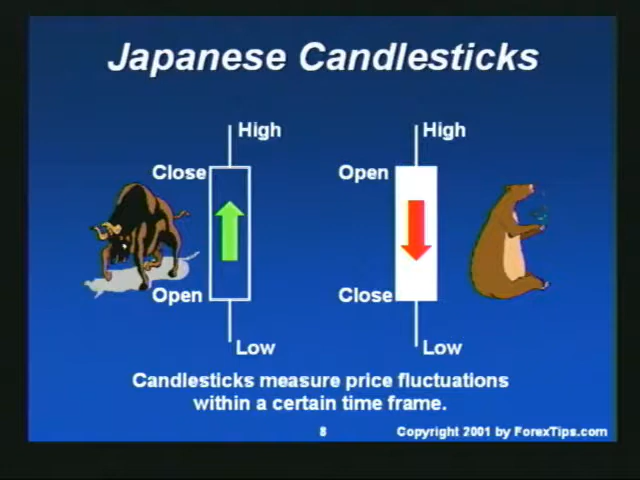 Japanese Candlesticks
High
High
Close
Open
Open
Close
Low
Low
Candlesticks measure price fluctuations
within a certain time frame.
8
Copyright 2001 by ForexTips.com